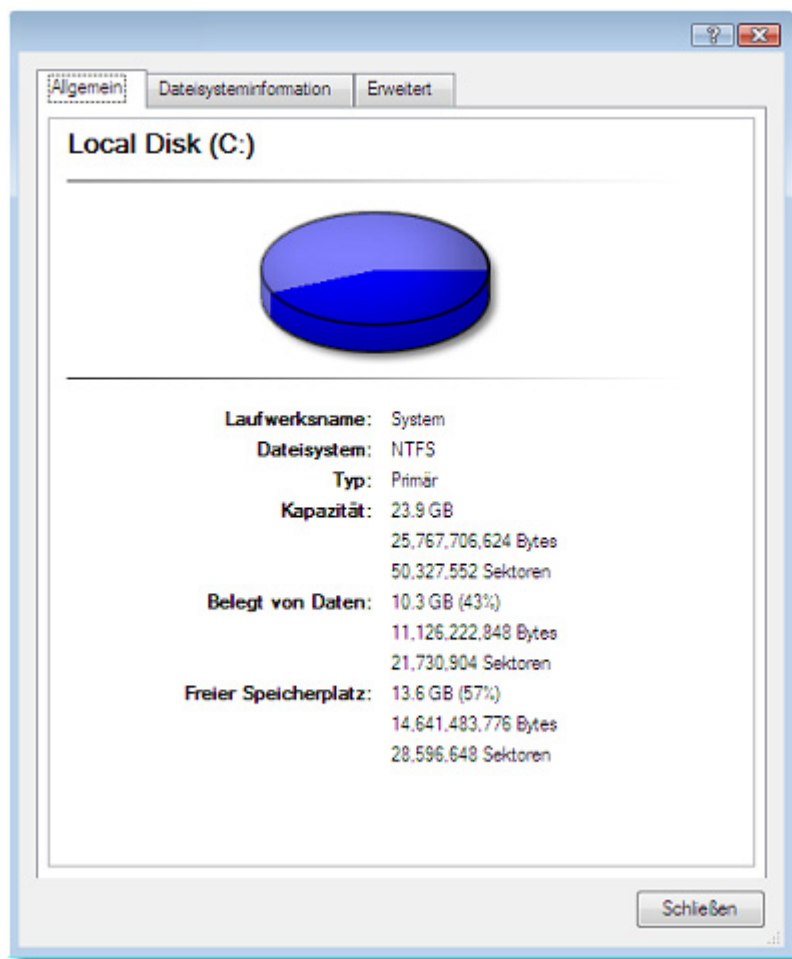 Allgemein Dateisysteminformation Erweitert
Local Disk (C:)
Laufwerksname: System
Dateisystem: NTFS
Typ: Primär
Kapazität: 23.9 GB
25,767,706,624 Bytes
50,327,552 Sektoren
Belegt von Daten: 10.3 GB (43%)
11,126,222,848 Bytes
21,730,904 Sektoren
Freier Speicherplatz: 13.6 GB (57%)
14,641,483,776 Bytes
28,596,648 Sektoren
Schließen